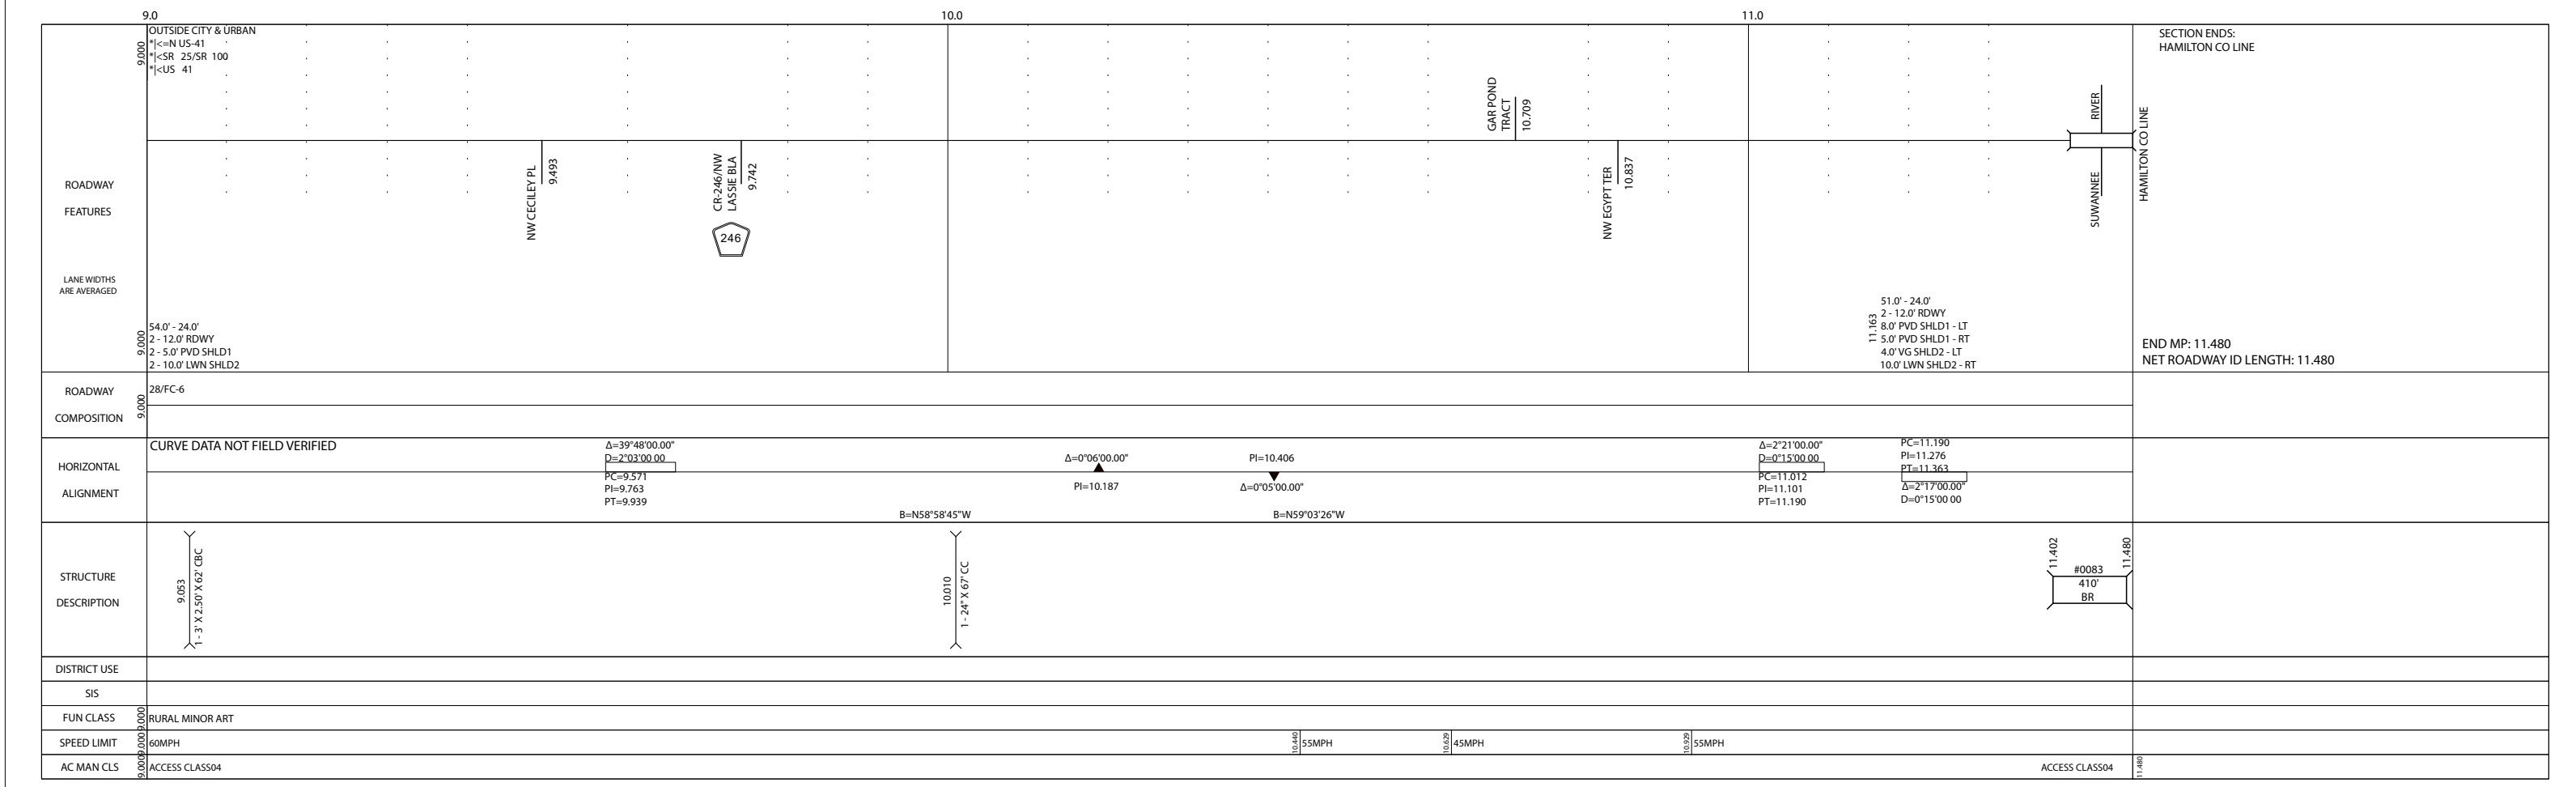 9.0
10.0
11.0
9.000
OUTSIDE CITY & URBAN
*|<=N US-41
*|<SR 25/SR 100
*|<US 41
SECTION ENDS:
HAMILTON CO LINE
ROADWAY
FEATURES
LANE WIDTHS
ARE AVERAGED
NW CECILEY PL
9.493
CR-246/NW
LASSIE BLA
9.742
246
GAR POND
TRACT
10.709
NW EGYPT TER
10.837
RIVER
SUWANNEE
HAMILTON CO LINE
9.000
54.0' - 24.0'
2 - 12.0' RDWY
2 - 5.0' PVD SHLD1
2 - 10.0' LWN SHLD2
11.163
51.0' - 24.0'
2 - 12.0' RDWY
8.0' PVD SHLD1 - LT
5.0' PVD SHLD1 - RT
4.0' VG SHLD2 - LT
10.0' LWN SHLD2 - RT
END MP: 11.480
NET ROADWAY ID LENGTH: 11.480
ROADWAY
COMPOSITION
9.000
28/FC-6
HORIZONTAL
ALIGNMENT
CURVE DATA NOT FIELD VERIFIED
Δ=39°48'00.00"
D=2°03'00 00
PC=9.571
PI=9.763
PT=9.939
B=N58°58'45"W
Δ=0°06'00.00"
PI=10.187
PI=10.406
Δ=0°05'00.00"
B=N59°03'26"W
Δ=2°21'00.00"
D=0°15'00 00
PC=11.012
PI=11.101
PT=11.190
PC=11.190
PI=11.276
PT=11.363
Δ=2°17'00.00"
D=0°15'00 00
STRUCTURE
DESCRIPTION
9.053
1 - 3' X 2.50' X 62' CBC
10.010
1 - 24" X 67' CC
11.402
11.480
#0083
410'
BR
DISTRICT USE
SIS
FUN CLASS
9.000
RURAL MINOR ART
SPEED LIMIT
9.000
60MPH
10.440
55MPH
10.629
45MPH
10.929
55MPH
AC MAN CLS
9.000
ACCESS CLASS04
ACCESS CLASS04
11.480